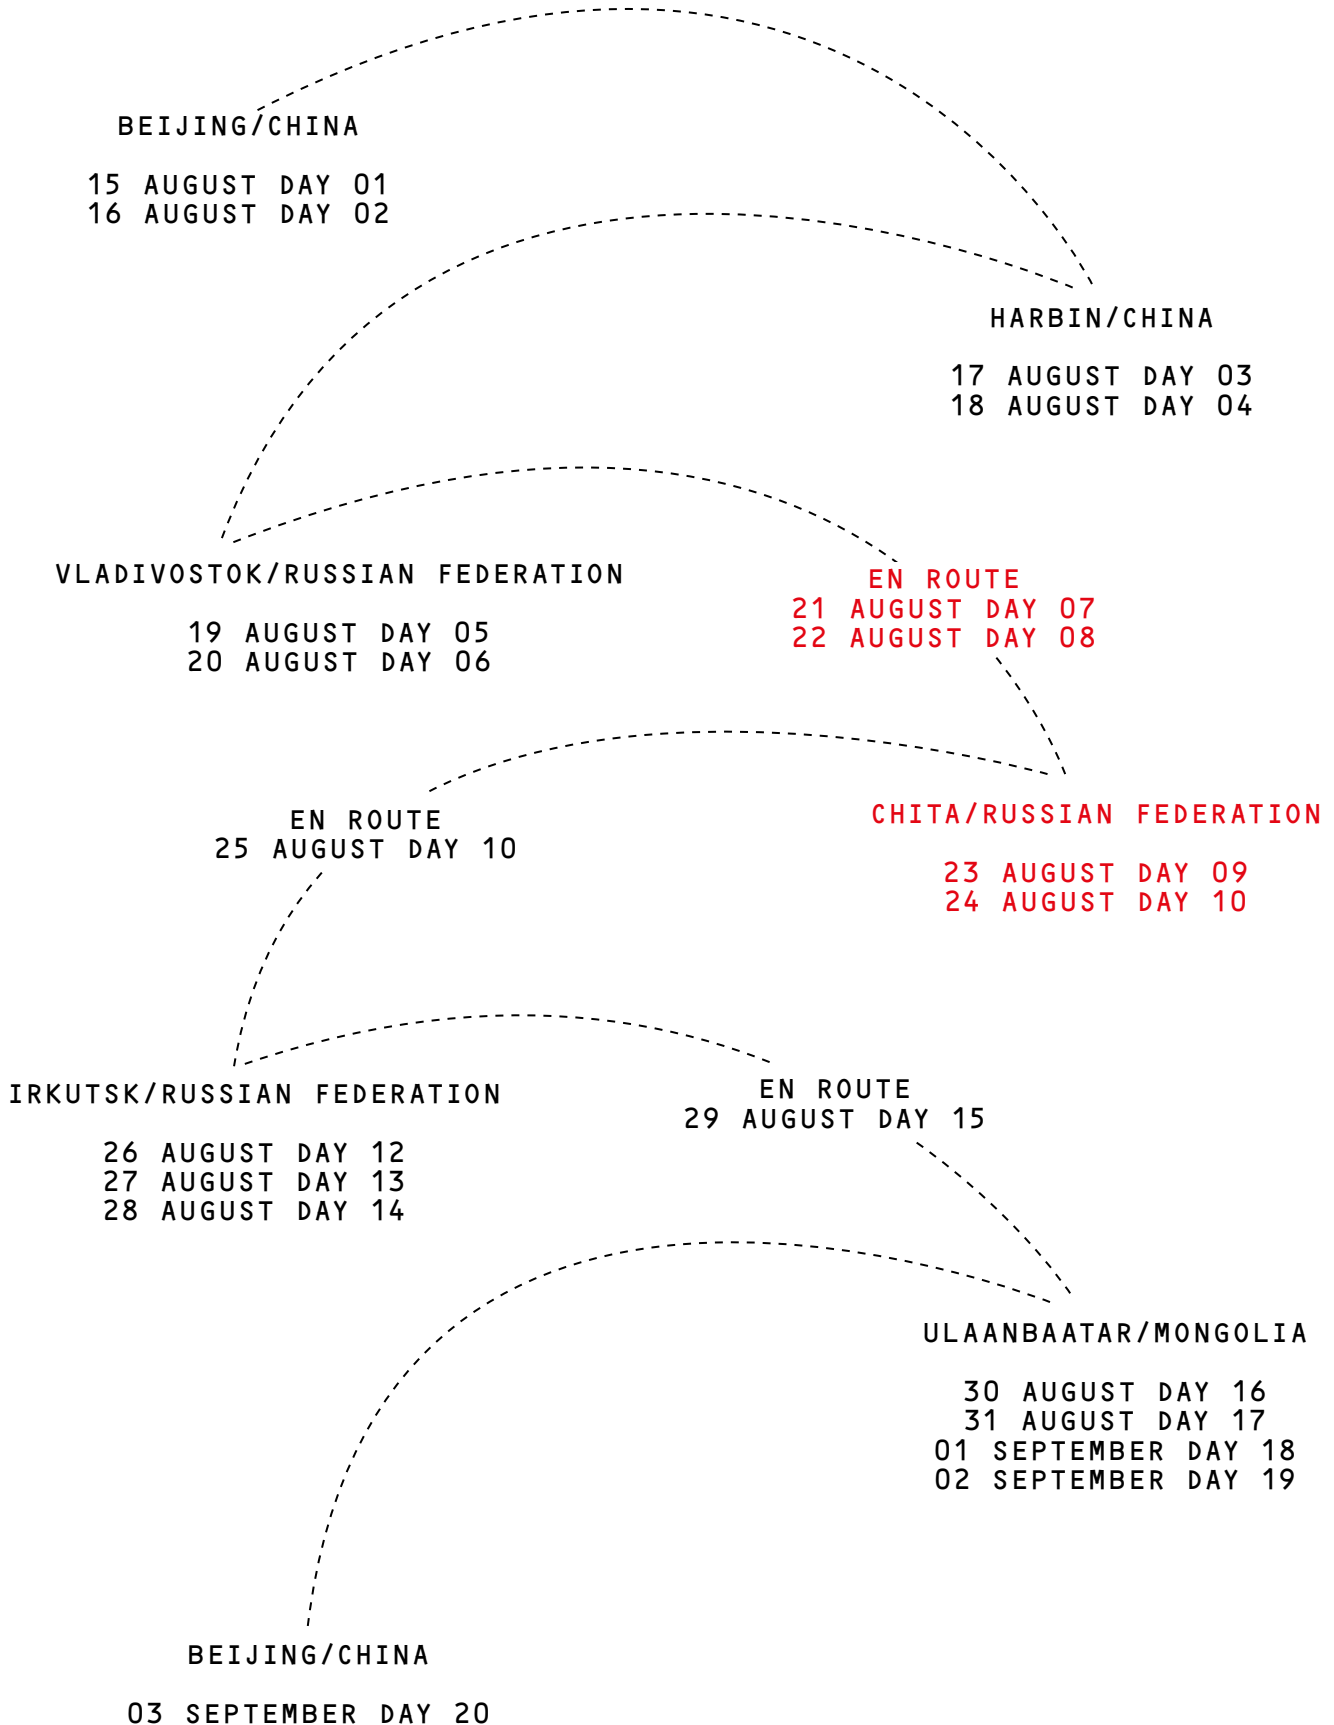 BEIJING/CHINA
15 AUGUST DAY 01
16 AUGUST DAY 02
HARBIN/CHINA
17 AUGUST DAY 03
18 AUGUST DAY 04
VLADIVOSTOK/RUSSIAN FEDERATION
19 AUGUST DAY 05
20 AUGUST DAY 06
EN ROUTE
21 AUGUST DAY 07
22 AUGUST DAY 08
CHITA/RUSSIAN FEDERATION
23 AUGUST DAY 09
24 AUGUST DAY 10
EN ROUTE
25 AUGUST DAY 10
IRKUTSK/RUSSIAN FEDERATION
26 AUGUST DAY 12
27 AUGUST DAY 13
28 AUGUST DAY 14
EN ROUTE
29 AUGUST DAY 15
ULAANBAATAR/MONGOLIA
30 AUGUST DAY 16
31 AUGUST DAY 17
01 SEPTEMBER DAY 18
02 SEPTEMBER DAY 19
BEIJING/CHINA
03 SEPTEMBER DAY 20